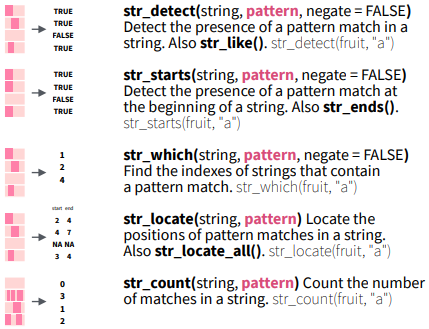 TRUE
TRUE
FALSE
TRUE
str_detect(string, pattern, negate = FALSE)
Detect the presence of a pattern match in a
string. Also str_like(). str_detect(fruit, "a")
TRUE
TRUE
FALSE
TRUE
str_starts(string, pattern, negate = FALSE)
Detect the presence of a pattern match at
the beginning of a string. Also str_ends().
str_starts(fruit, "a")
1
2
4
str_which(string, pattern, negate = FALSE)
Find the indexes of strings that contain
a pattern match. str_which(fruit, "a")
start end
2 4
4 7
NA NA
3 4
str_locate(string, pattern) Locate the
positions of pattern matches in a string.
Also str_locate_all(). str_locate(fruit, "a")
0
3
1
2
str_count(string, pattern) Count the number
of matches in a string. str_count(fruit, "a")